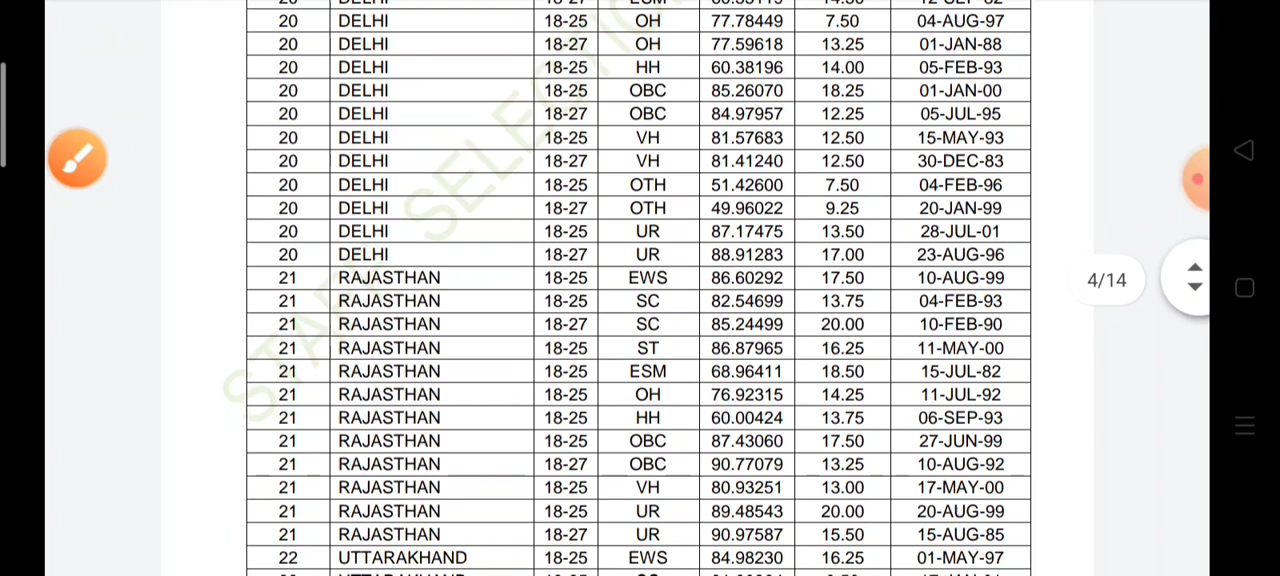 20 DELHI 18-25 OH 77.78449 7.50 04-AUG-97
20 DELHI 18-27 OH 77.59618 13.25 01-JAN-88
20 DELHI 18-25 HH 60.38196 14.00 05-FEB-93
20 DELHI 18-25 OBC 85.26070 18.25 01-JAN-00
20 DELHI 18-27 OBC 84.97957 12.25 05-JUL-95
20 DELHI 18-25 VH 81.57683 12.50 15-MAY-93
20 DELHI 18-27 VH 81.41240 12.50 30-DEC-83
20 DELHI 18-25 OTH 51.42600 7.50 04-FEB-96
20 DELHI 18-27 OTH 49.96022 9.25 20-JAN-99
20 DELHI 18-25 UR 87.17475 13.50 28-JUL-01
20 DELHI 18-27 UR 88.91283 17.00 23-AUG-96
21 RAJASTHAN 18-25 EWS 86.60292 17.50 10-AUG-99
4/14
21 RAJASTHAN 18-25 SC 82.54699 13.75 04-FEB-93
21 RAJASTHAN 18-27 SC 85.24499 20.00 10-FEB-90
21 RAJASTHAN 18-25 ST 86.87965 16.25 11-MAY-00
21 RAJASTHAN 18-25 ESM 68.96411 18.50 15-JUL-82
21 RAJASTHAN 18-25 OH 76.92315 14.25 11-JUL-92
21 RAJASTHAN 18-25 HH 60.00424 13.75 06-SEP-93
21 RAJASTHAN 18-25 OBC 87.43060 17.50 27-JUN-99
21 RAJASTHAN 18-27 OBC 90.77079 13.25 10-AUG-92
21 RAJASTHAN 18-25 VH 80.93251 13.00 17-MAY-00
21 RAJASTHAN 18-25 UR 89.48543 20.00 20-AUG-99
21 RAJASTHAN 18-27 UR 90.97587 15.50 15-AUG-85
22 UTTARAKHAND 18-25 EWS 84.98230 16.25 01-MAY-97